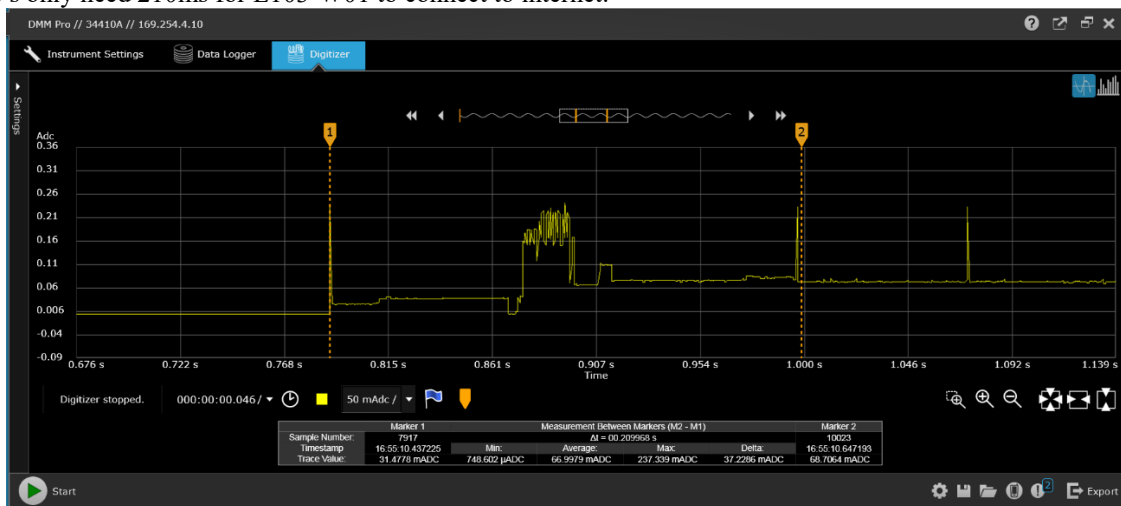 s only need 210ms for E103-W01 to connect to internet.
DMM Pro // 34410A // 169.254.4.10
Instrument Settings Data Logger Digitizer
Settings
Adc
1 2
0.36
0.31
0.26
0.21
0.16
0.11
0.06
0.006
-0.04
-0.09
0.676 s 0.722 s 0.768 s 0.815 s 0.861 s 0.907 s 0.954 s 1.000 s 1.046 s 1.092 s 1.139 s
Time
Digitizer stopped. 000:00:00.046/ 50 mAdc /
Marker 1 Measurement Between Markers (M2 - M1) Marker 2
Sample Number: 7917 Δt = 00.209968 s 10023
Timestamp 16:55:10.437225 Min: Average: Max: Delta: 16:55:10.647193
Trace Value: 31.4778 mADC 748.602 µADC 66.9979 mADC 237.339 mADC 37.2286 mADC 68.7064 mADC
Start 2 Export